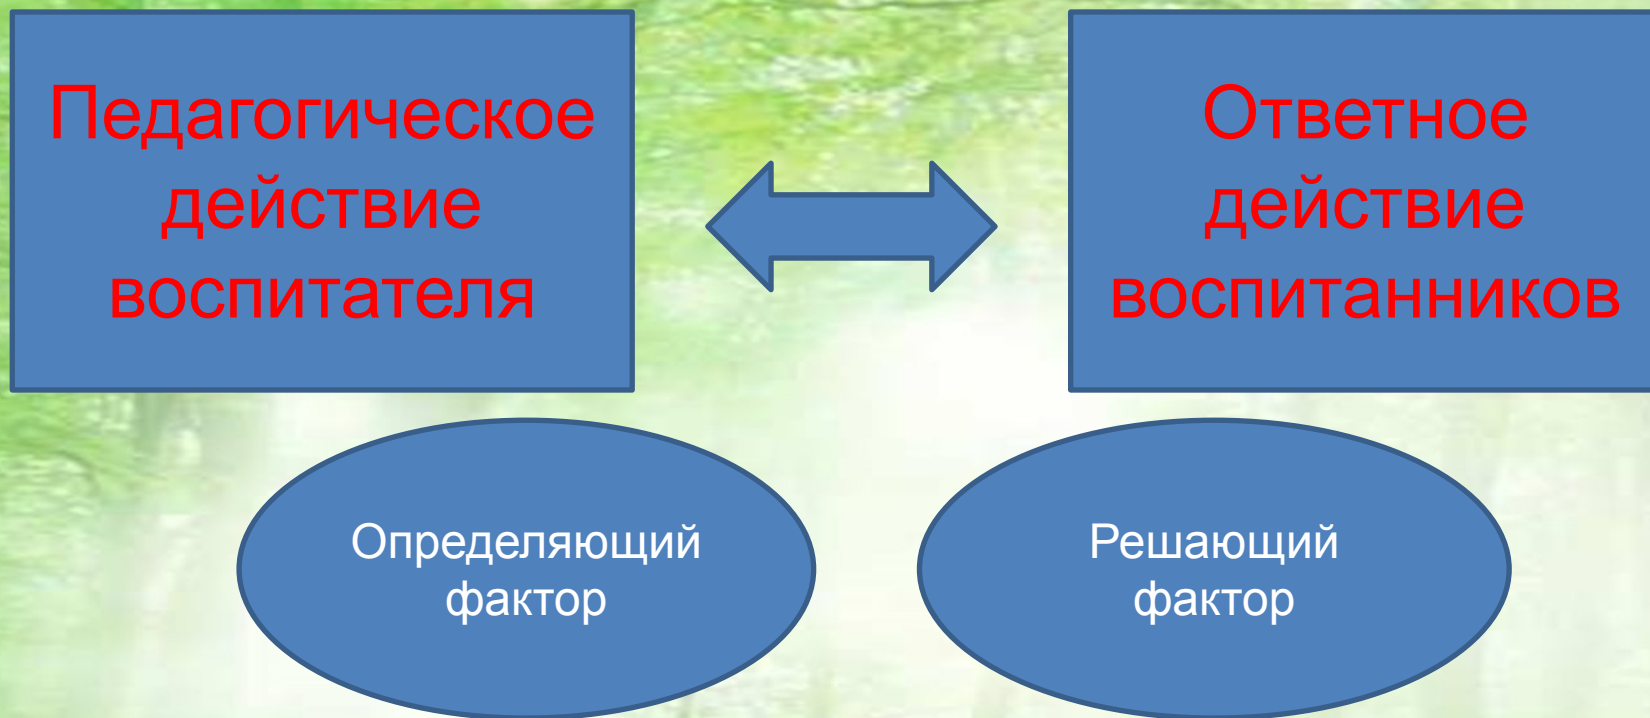 Педагогическое
действие
воспитателя
Ответное
действие
воспитанников
Определяющий
фактор
Решающий
фактор